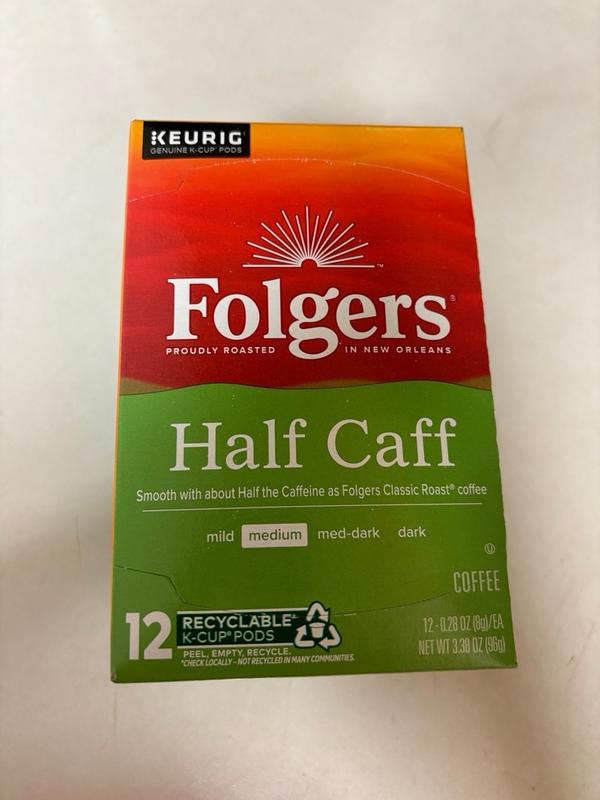 KEURIG
GENUINE K-CUP® PODS
™
Folgers®
PROUDLY ROASTED IN NEW ORLEANS
Half Caff
Smooth with about Half the Caffeine as Folgers Classic Roast® coffee
mild medium med-dark dark
U
COFFEE
12 RECYCLABLE*
K-CUP® PODS
PEEL, EMPTY, RECYCLE.
*CHECK LOCALLY – NOT RECYCLED IN MANY COMMUNITIES.
12 - 0.28 OZ (8g)/EA
NET WT 3.38 OZ (96g)